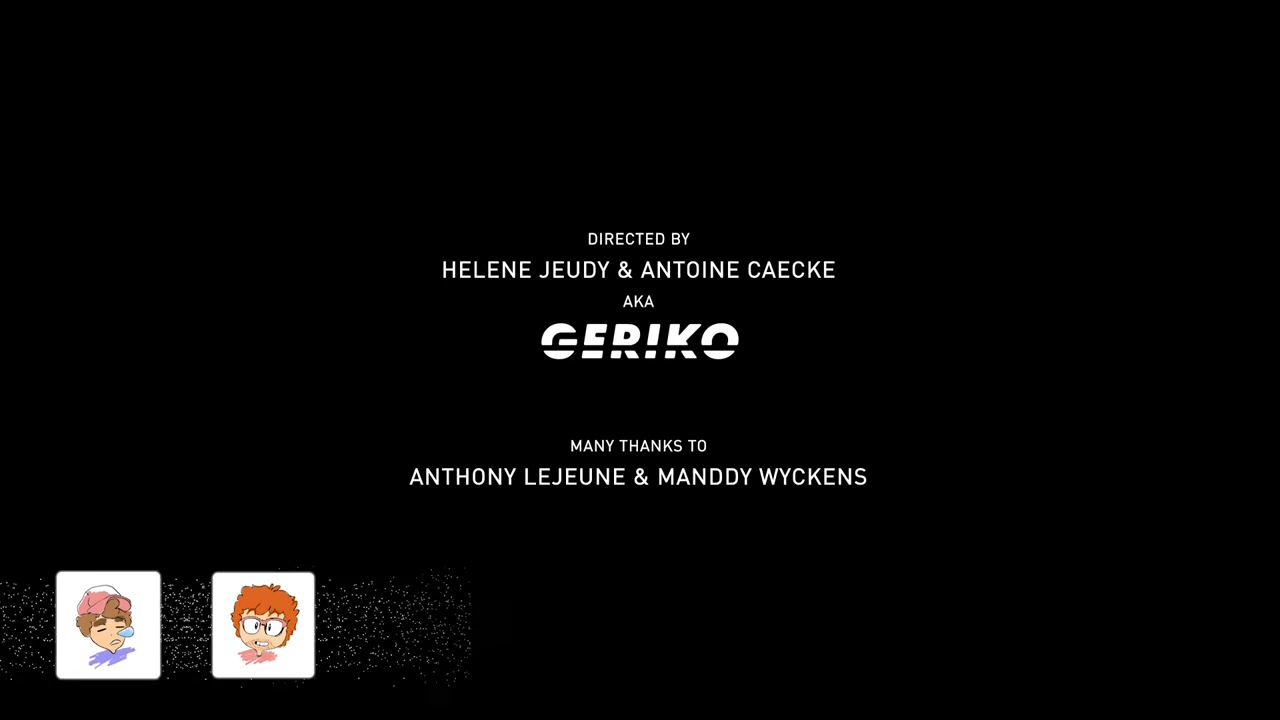 DIRECTED BY
HELENE JEUDY & ANTOINE CAECKE
AKA
GERIKO
MANY THANKS TO
ANTHONY LEJEUNE & MANDDY WYCKENS